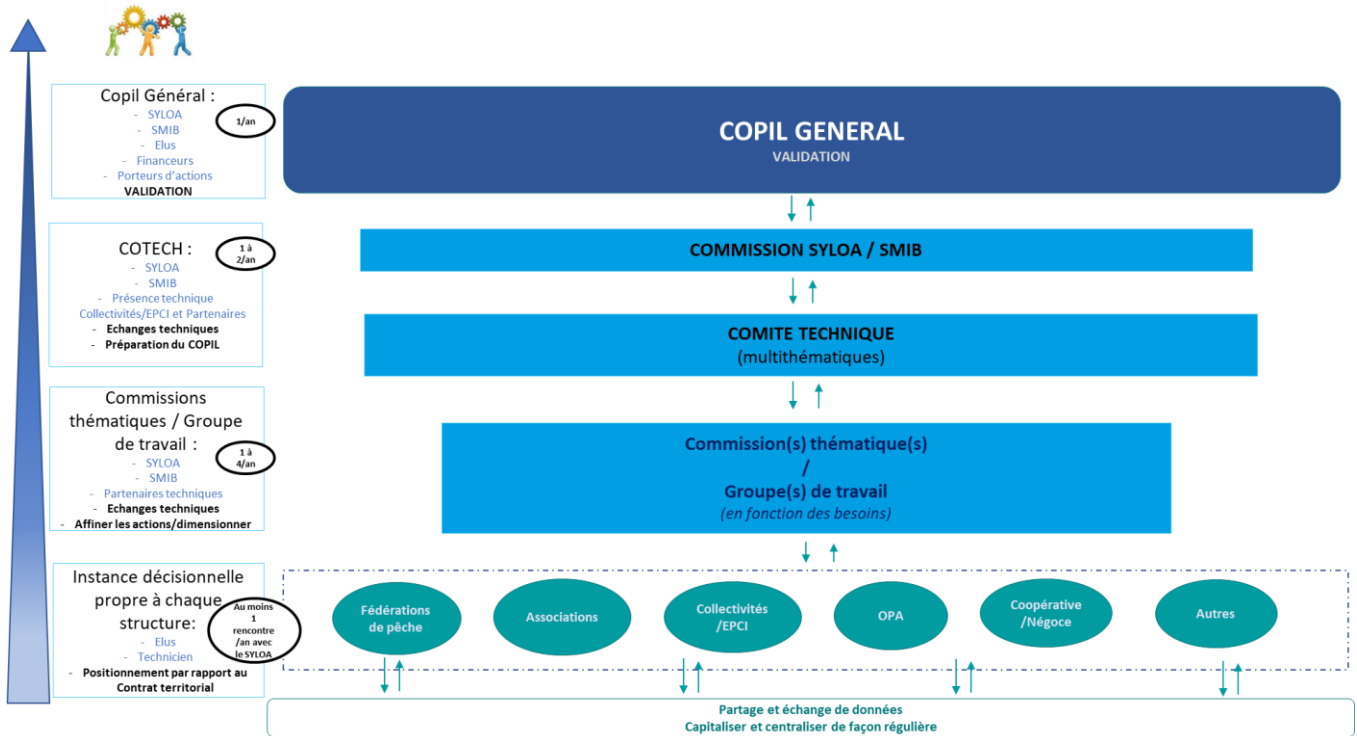 Copil Général :
- SYLOA
- SMIB
- Elus
- Financeurs
- Porteurs d'actions
VALIDATION
1/an
COPIL GENERAL
VALIDATION
COTECH :
- SYLOA
- SMIB
- Présence technique
Collectivités/EPCI et Partenaires
- Echanges techniques
- Préparation du COPIL
1 à
2/an
COMMISSION SYLOA / SMIB
COMITE TECHNIQUE
(multithématiques)
Commissions
thématiques / Groupe
de travail :
- SYLOA
- SMIB
- Partenaires techniques
- Echanges techniques
- Affiner les actions/dimensionner
1 à
4/an
Commission(s) thématique(s)
/
Groupe(s) de travail
(en fonction des besoins)
Instance décisionnelle
propre à chaque
structure:
- Elus
- Technicien
- Positionnement par rapport au
Contrat territorial
Au moins
1
rencontre
/an avec
le SYLOA
Fédérations
de pêche
Associations
Collectivités
/EPCI
OPA
Coopérative
/Négoce
Autres
Partage et échange de données
Capitaliser et centraliser de façon régulière